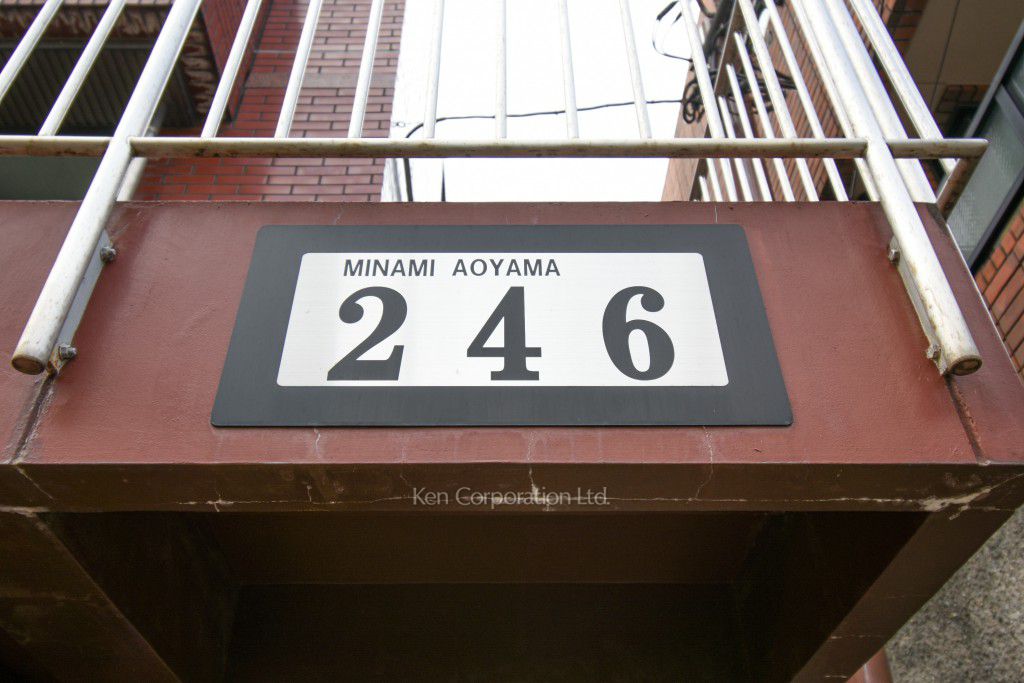 MINAMI AOYAMA
246
Ken Corporation Ltd.